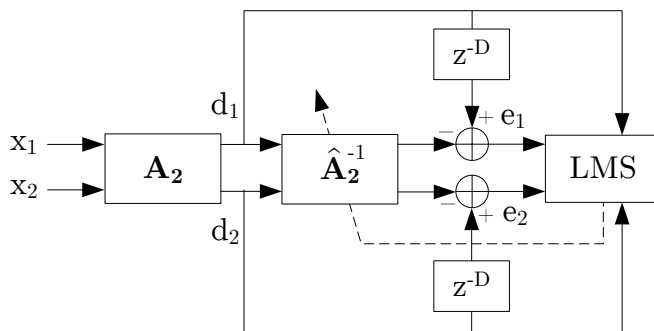 z^-D
d₁
− + e₁
x₁
A₂
Â₂^-1
LMS
x₂
− + e₂
d₂
z^-D